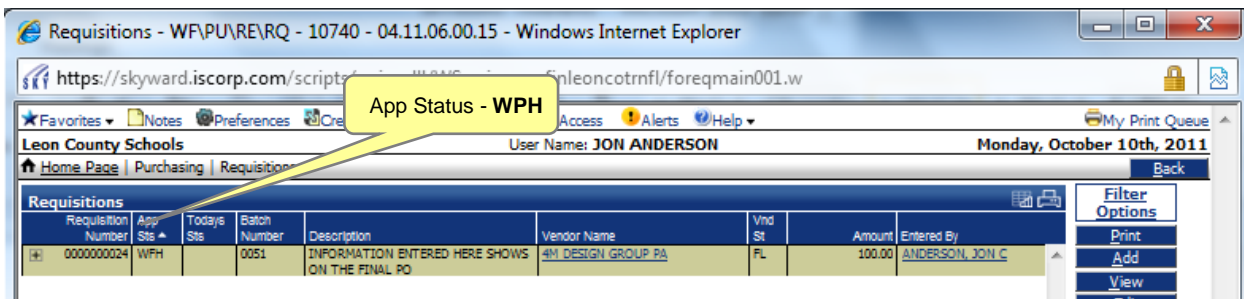 Requisitions - WF\PU\RE\RQ - 10740 - 04.11.06.00.15 - Windows Internet Explorer
https://skyward.iscorp.com/scripts/ finleoncotrnfl/foreqmain001.w
App Status - WPH
Favorites Notes Preferences Access Alerts Help My Print Queue
Leon County Schools User Name: JON ANDERSON Monday, October 10th, 2011
Home Page | Purchasing | Requisitions Back
Requisitions Filter Options
Requisition Number App Sts Todays Sts Batch Number Description Vendor Name Vnd St Amount Entered By
Print
0000000024 WFH 0051 INFORMATION ENTERED HERE SHOWS 4M DESIGN GROUP PA FL 100.00 ANDERSON, JON C
ON THE FINAL PO
Add
View